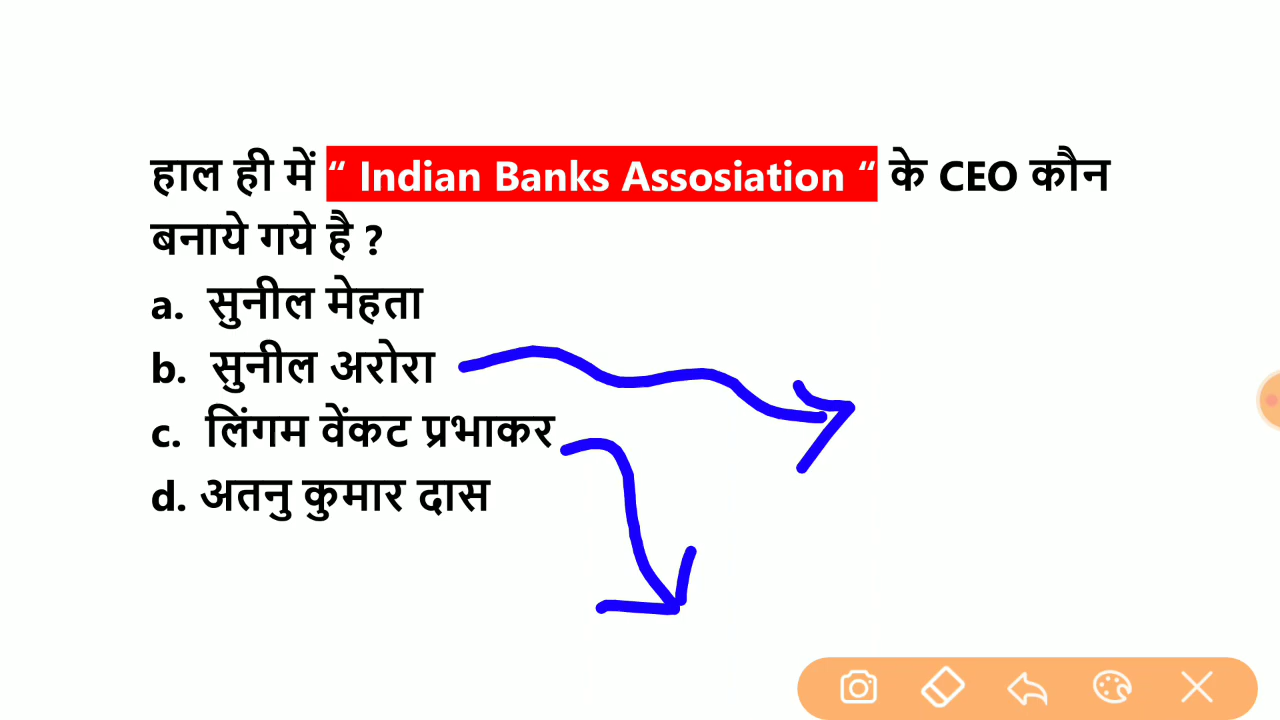 हाल ही में “ Indian Banks Assosiation “ के CEO कौन
बनाये गये है ?
a. सुनील मेहता
b. सुनील अरोरा
c. लिंगम वेंकट प्रभाकर
d. अतनु कुमार दास